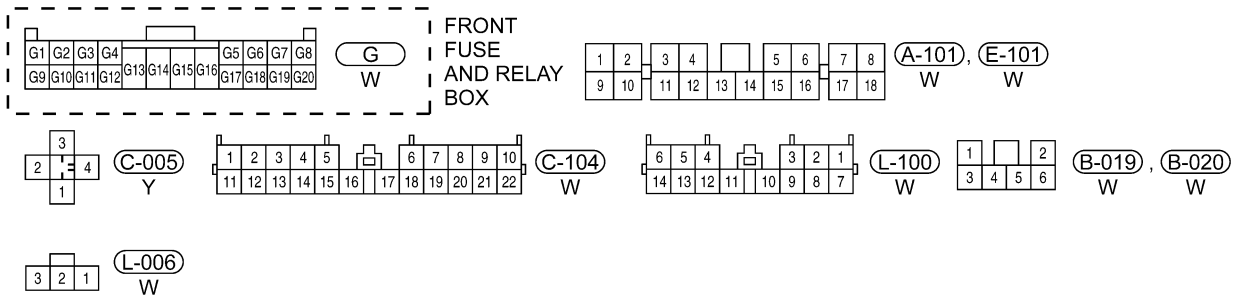 G1 G2 G3 G4 G5 G6 G7 G8
G9 G10 G11 G12 G13 G14 G15 G16 G17 G18 G19 G20
G
W
FRONT
FUSE
AND RELAY
BOX
1 2 3 4 5 6 7 8
9 10 11 12 13 14 15 16 17 18
A-101, E-101
W W
3
2 4
1
C-005
Y
1 2 3 4 5 6 7 8 9 10
11 12 13 14 15 16 17 18 19 20 21 22
C-104
W
6 5 4 3 2 1
14 13 12 11 10 9 8 7
L-100
W
1 2
3 4 5 6
B-019 , B-020
W W
3 2 1
L-006
W